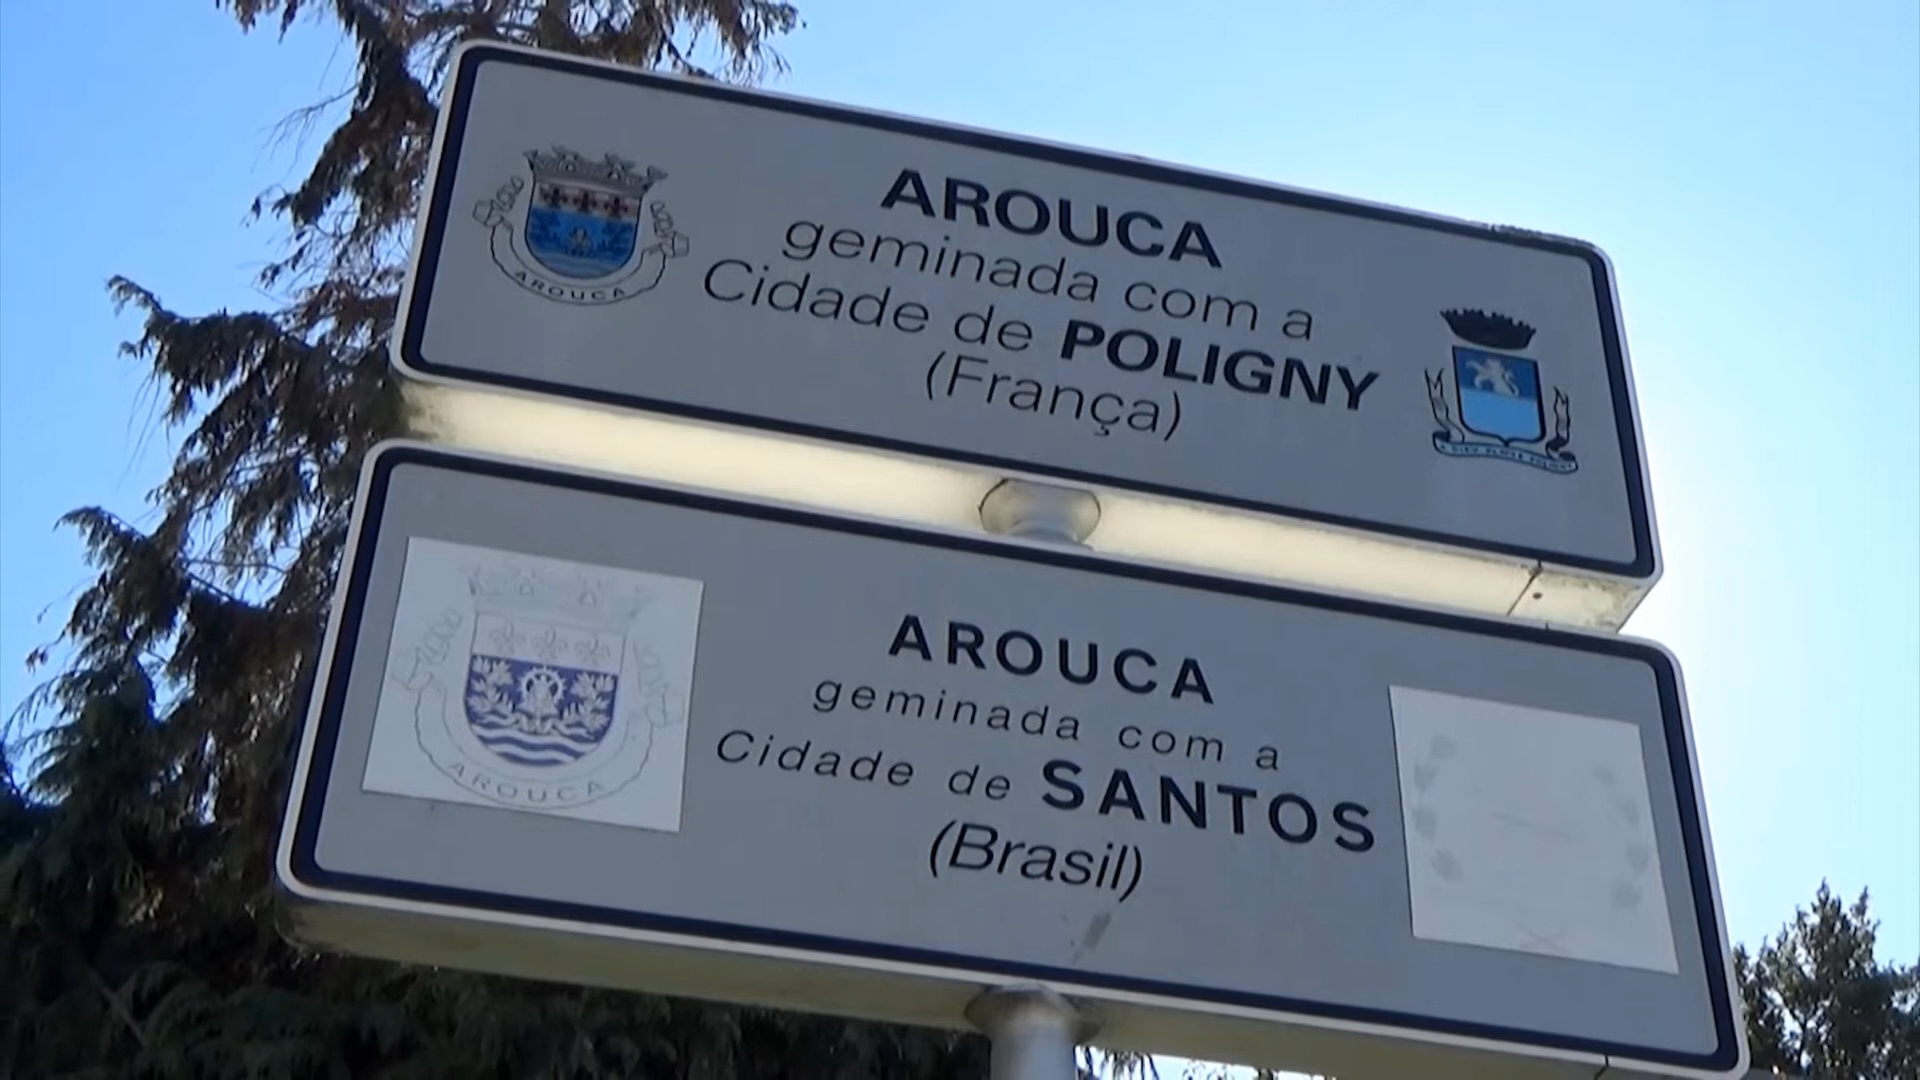 AROUCA
geminada com a
Cidade de POLIGNY
(França)
AROUCA
AROUCA
geminada com a
Cidade de SANTOS
(Brasil)
AROUCA